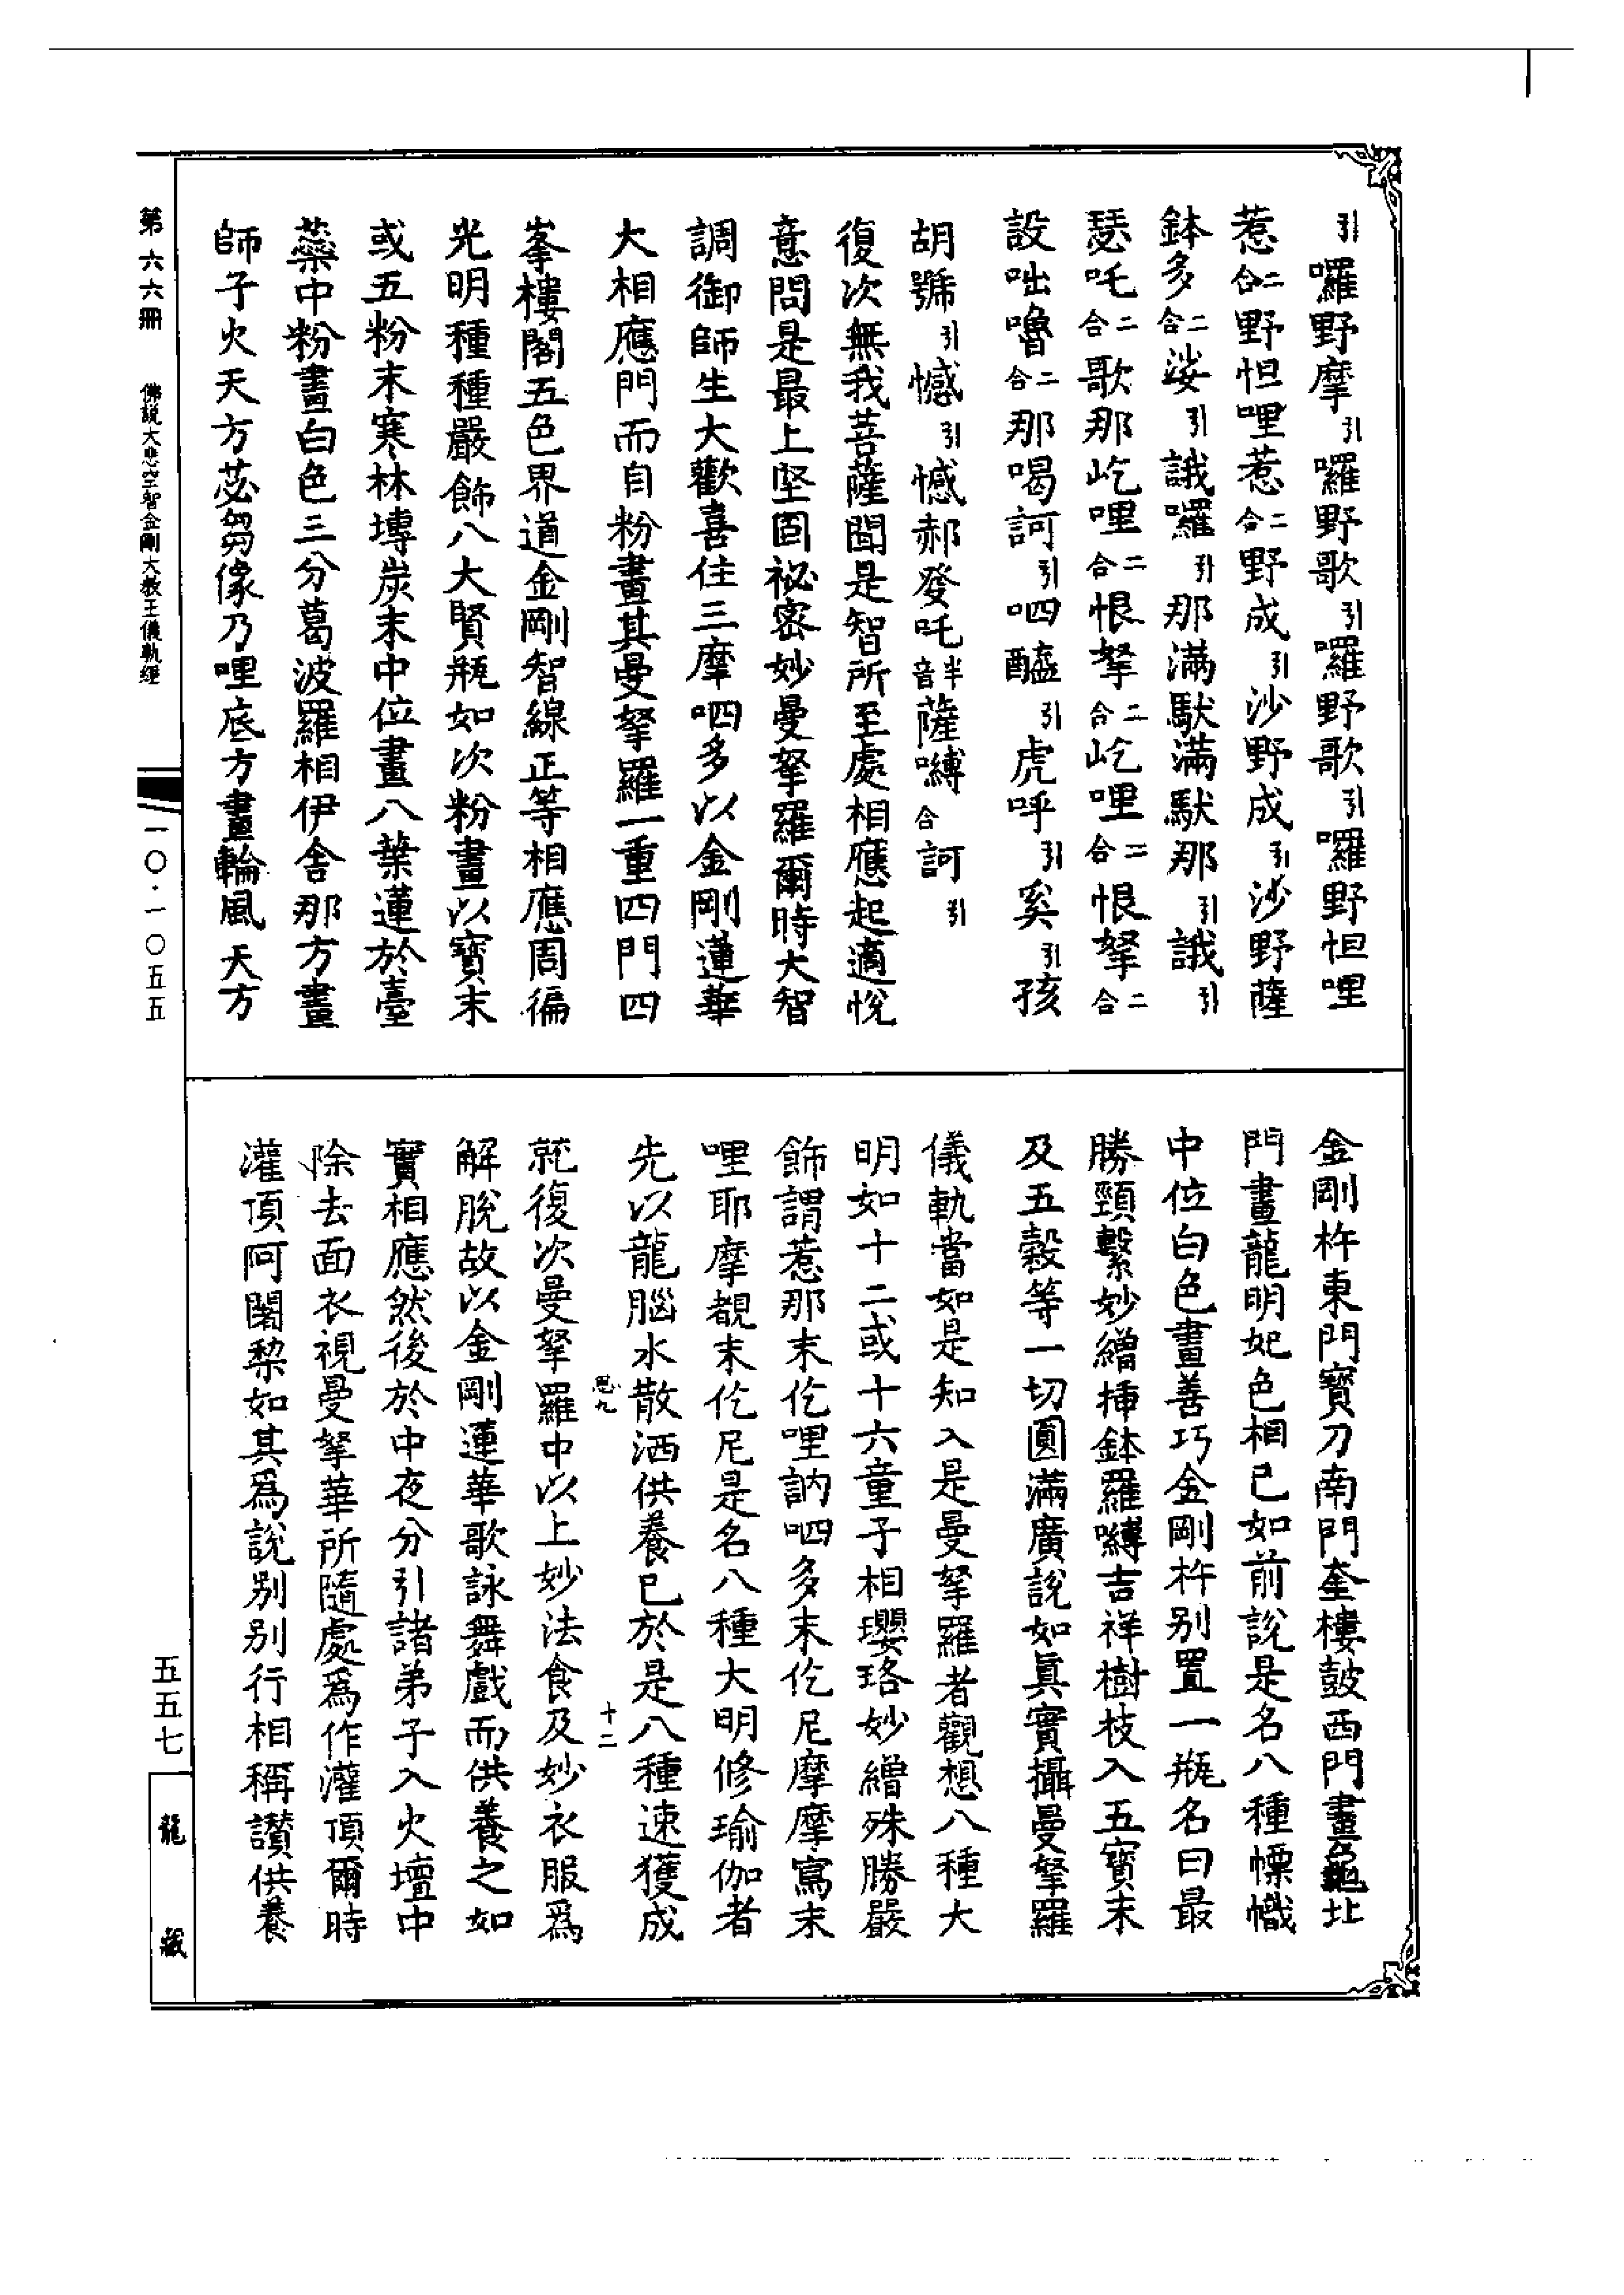 引囉野摩引囉野歌引囉野歌引囉野怛哩
惹二合野怛哩惹二合野成引沙野成引沙野薩
鉢多二合娑引誐囉引那滿馱滿馱那引誐引
瑟吒二合歌那屹哩二合恨拏二合屹哩二合恨拏二合
設咄嚕二合那喝訶引呬醯引虎呼引奚引孩
胡號引憾引憾郝發吒半音薩嚩合訶引
復次無我菩薩聞是智所至處相應起適悅
意問是最上堅固祕密妙曼拏羅爾時大智
調御師生大歡喜住三摩呬多以金剛蓮華
大相應門而自粉畫其曼拏羅一重四門四
峯樓閣五色界道金剛智線正等相應周徧
光明種種嚴飾八大賢瓶如次粉畫以寶末
或五粉末寒林塼炭末中位畫八葉蓮於臺
蘂中粉畫白色三分葛波羅相伊舍那方畫
師子火天方苾芻像乃哩底方畫輪風天方
金剛杵東門寶刀南門奎樓鼓西門畫龜北
門畫龍明妃色相已如前說是名八種幖幟
中位白色畫善巧金剛杵别置一瓶名曰最
勝頸繫妙繒揷鉢羅嚩吉祥樹枝入五寶末
及五穀等一切圓滿廣說如眞實攝曼拏羅
儀軌當如是知入是曼拏羅者觀想八種大
明如十二或十六童子相瓔珞妙繒殊勝嚴
飾謂惹那末仡哩訥呬多末仡尼摩摩寫末
哩耶摩覩末仡尼是名八種大明修瑜伽者
先以龍腦水散洒供養已於是八種速獲成
就復次曼拏羅中以上妙法食及妙衣服爲
解脫故以金剛蓮華歌詠舞戲而供養之如
實相應然後於中夜分引諸弟子入火壇中
除去面衣視曼拏華所隨處爲作灌頂爾時
灌頂阿闍梨如其爲說别别行相稱讚供養
十二
第六六册
佛說大悲空智金剛大教王儀軌經
一〇·一〇五五
五五七
龍藏